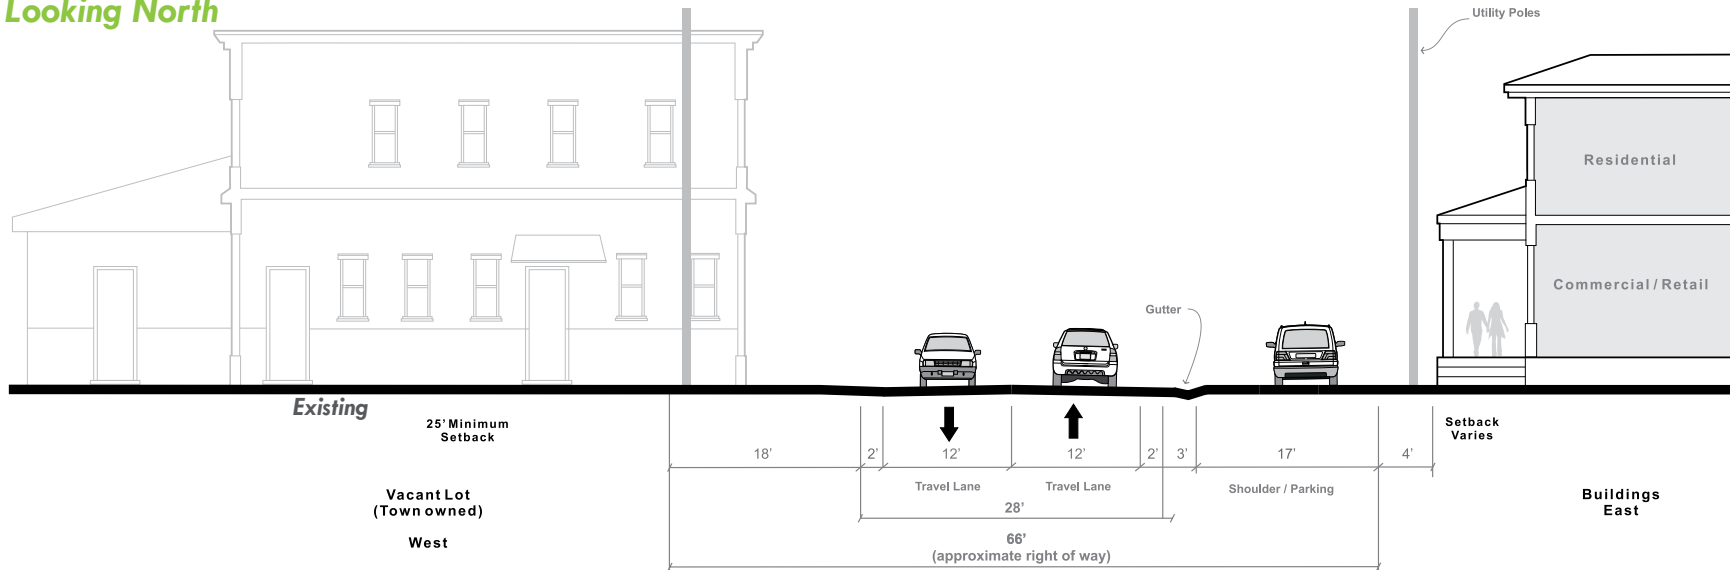 Looking North
Utility Poles
Residential
Commercial / Retail
Gutter
Existing
25' Minimum
Setback
Setback
Varies
18'
2'
12'
12'
2'
3'
17'
4'
Travel Lane
Travel Lane
Shoulder / Parking
Vacant Lot
(Town owned)
West
28'
Buildings
East
66'
(approximate right of way)